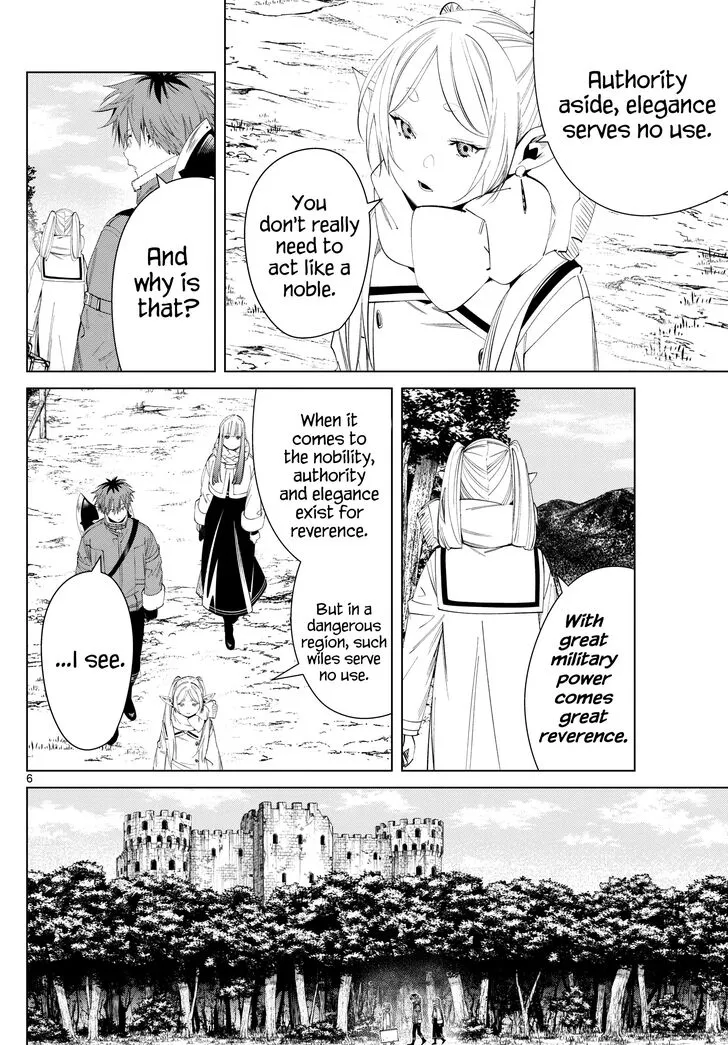 Authority
aside, elegance
serves no use.
You
don't really
need to
act like a
noble.
And
why is
that?
With
great
military
power
comes
great
reverence.
When it
comes to
the nobility,
authority
and elegance
exist for
reverence.
But in a
dangerous
region, such
wiles serve
no use.
...I see.
6